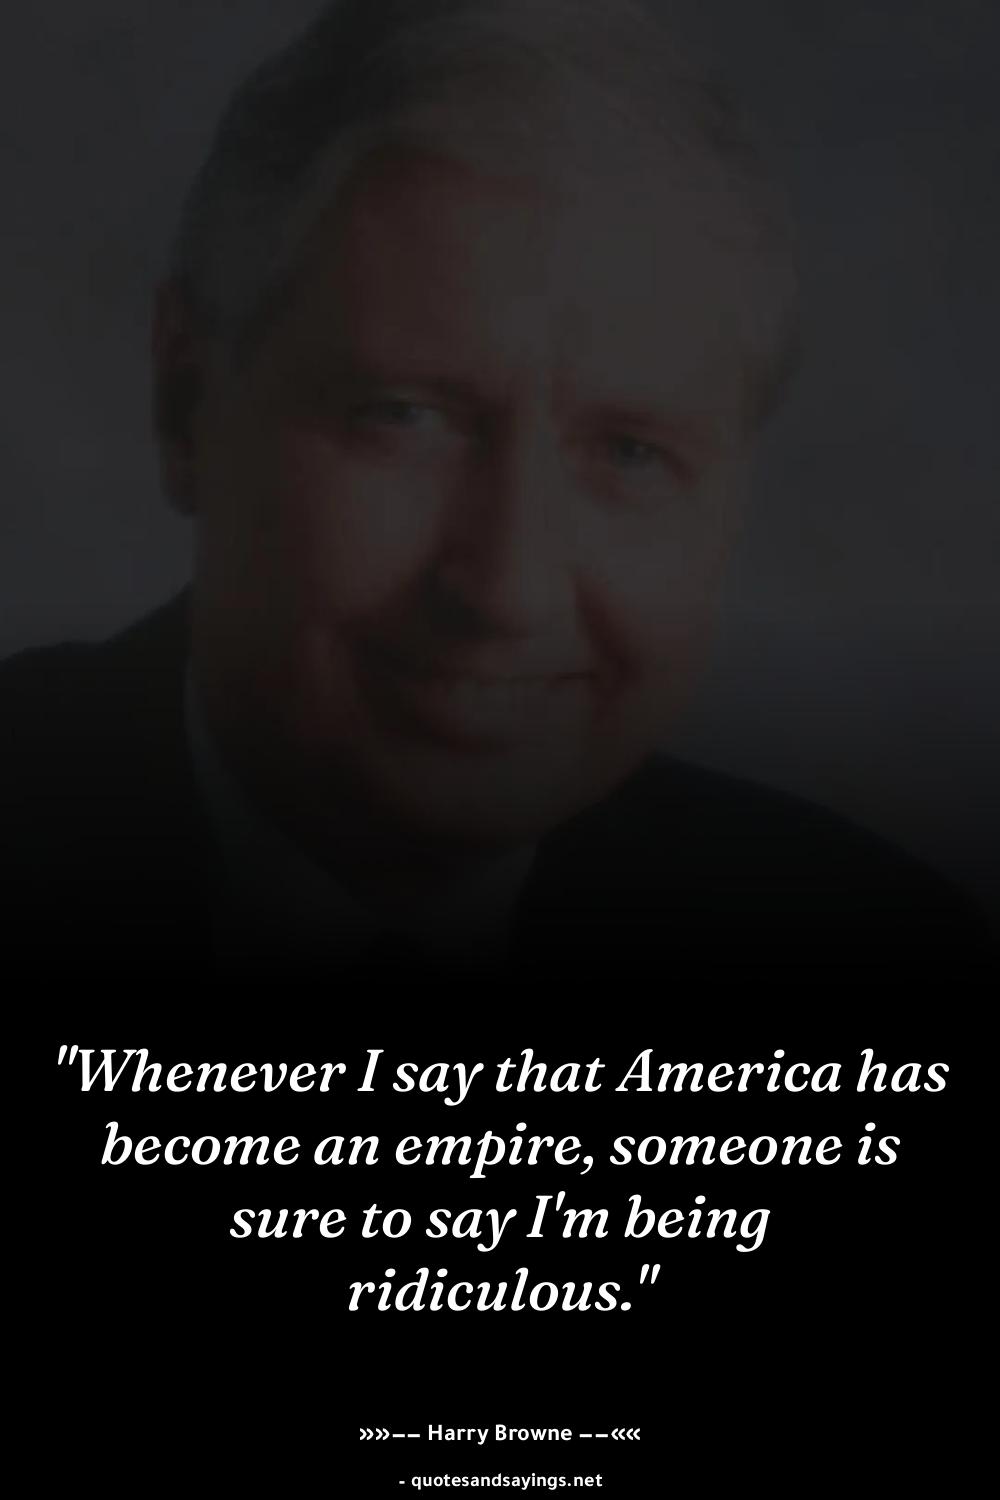 "Whenever I say that America has
become an empire, someone is
sure to say I'm being
ridiculous."
»»−− Harry Browne −−««
- quotesandsayings.net